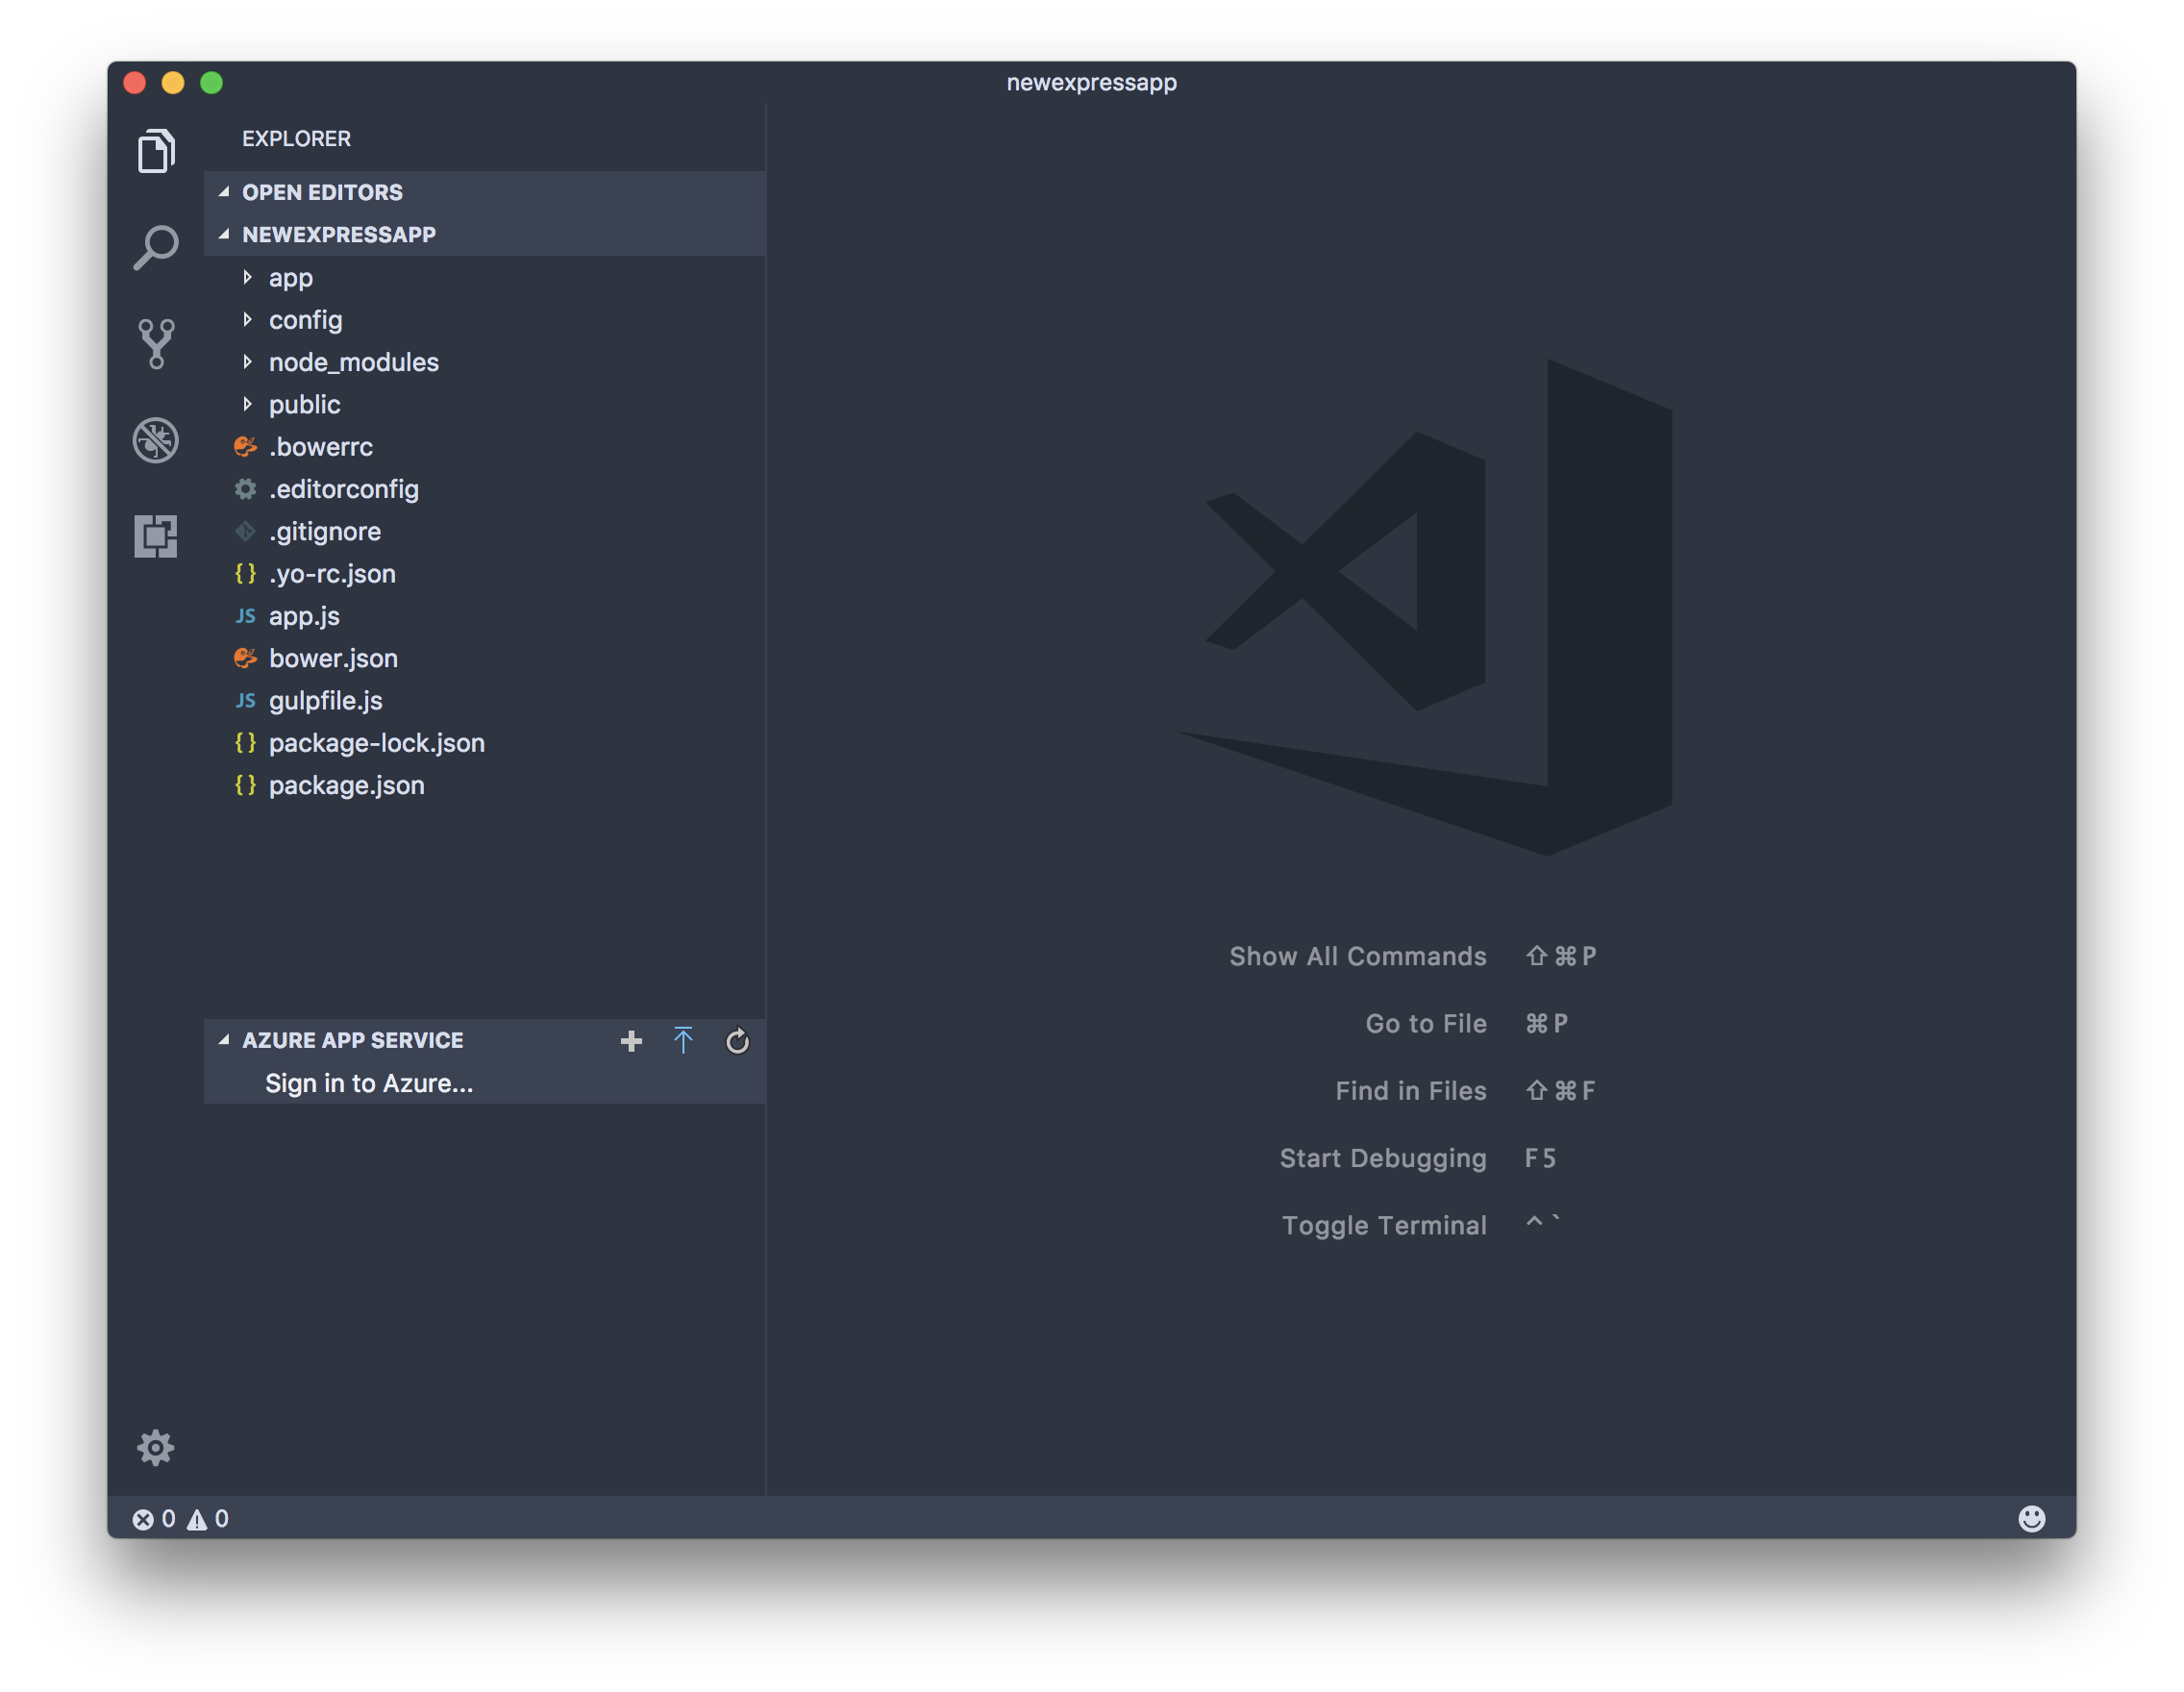 newexpressapp
EXPLORER
OPEN EDITORS
NEWEXPRESSAPP
app
config
node_modules
public
.bowerrc
.editorconfig
.gitignore
{ } .yo-rc.json
JS app.js
bower.json
JS gulpfile.js
{ } package-lock.json
{ } package.json
AZURE APP SERVICE
Sign in to Azure...
Show All Commands ⇧⌘P
Go to File ⌘P
Find in Files ⇧⌘F
Start Debugging F5
Toggle Terminal ^`
0 0